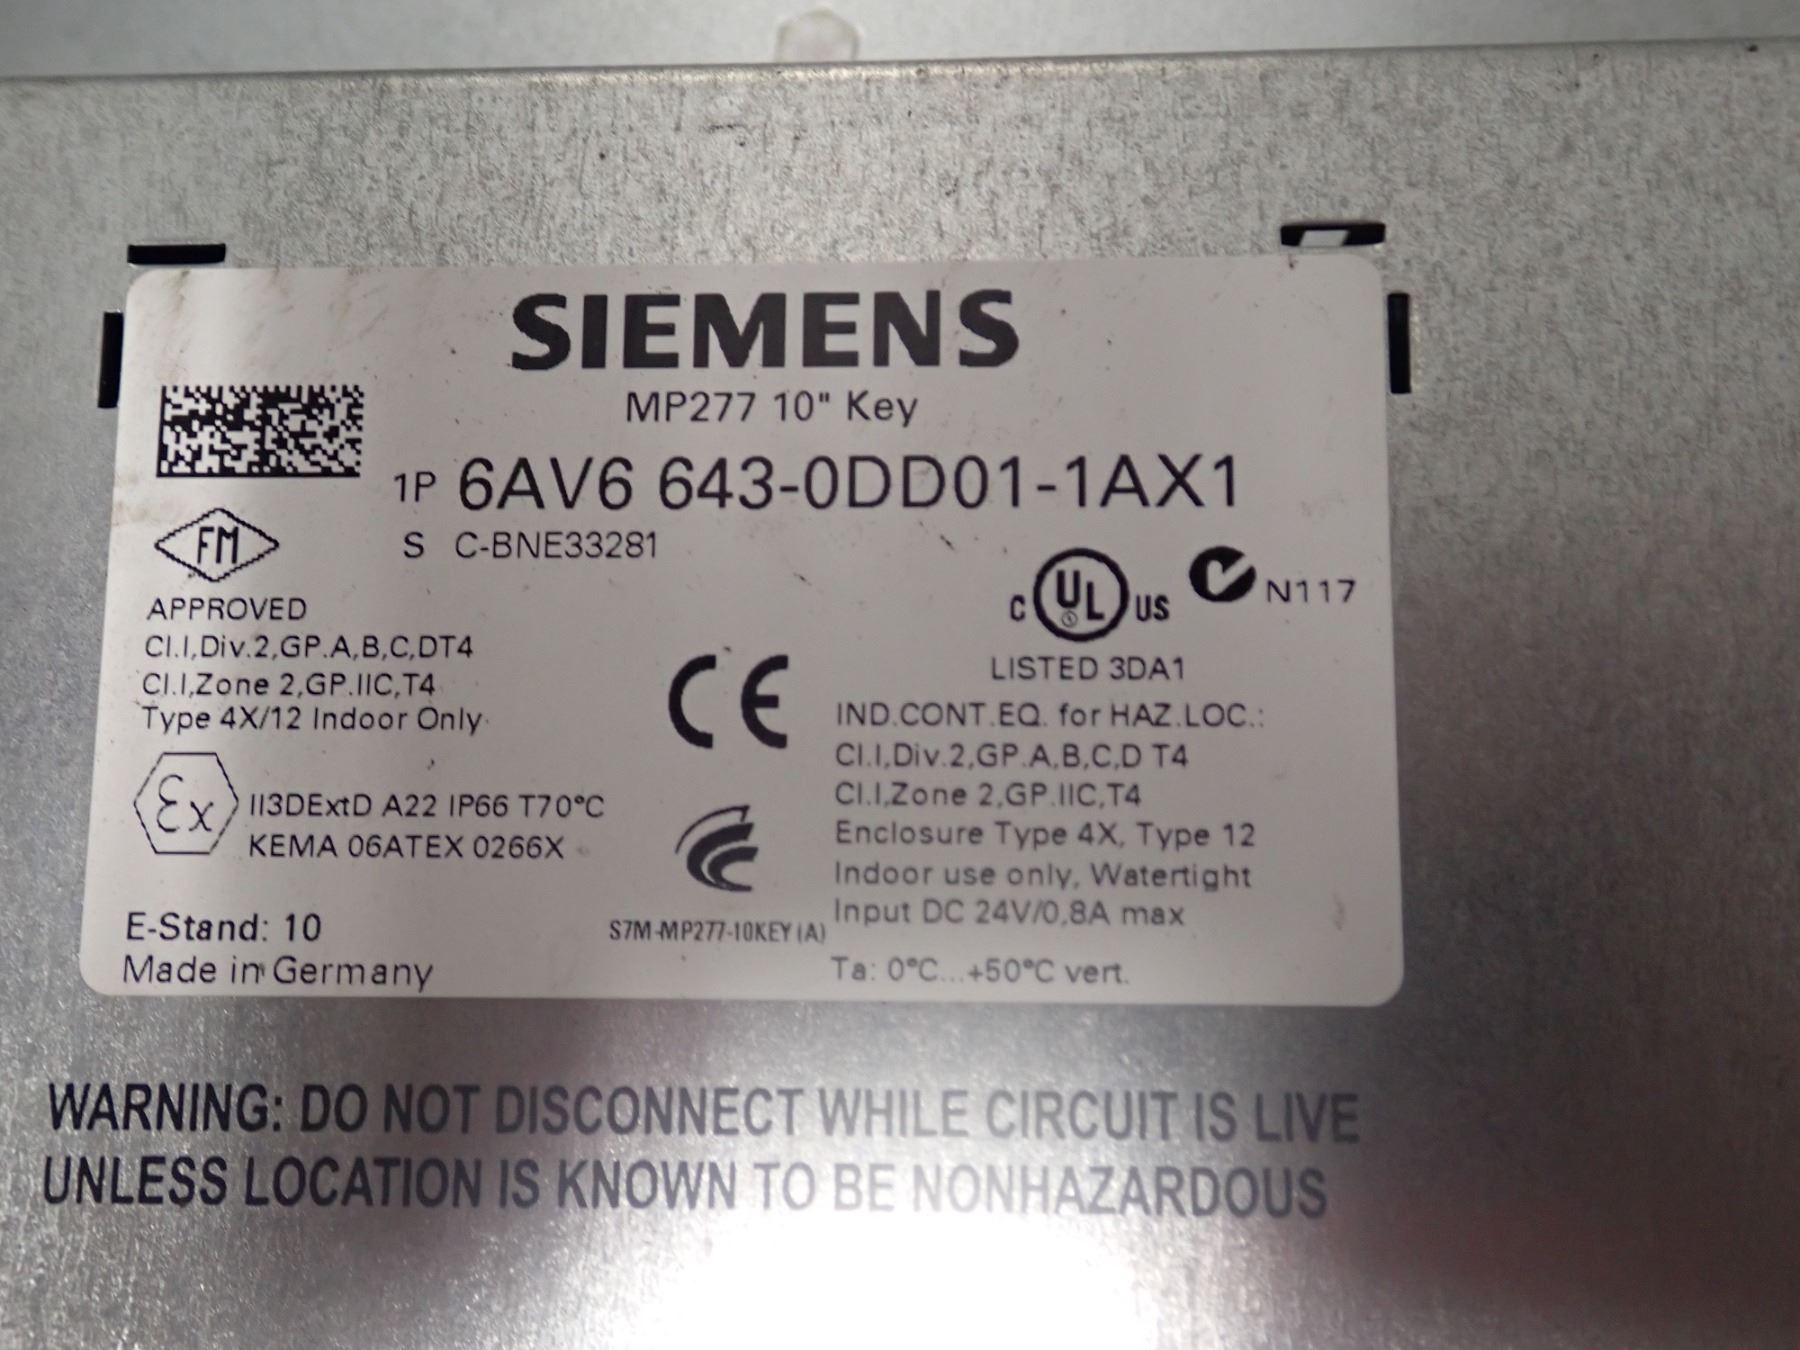 SIEMENS
MP277 10" Key
1P 6AV6 643-0DD01-1AX1
S C-BNE33281
FM
APPROVED
Cl.I,Div.2,GP.A,B,C,DT4
Cl.I,Zone 2,GP.IIC,T4
Type 4X/12 Indoor Only
Ex II3DExtD A22 IP66 T70°C
KEMA 06ATEX 0266X
E-Stand: 10
Made in Germany
CE
S7M-MP277-10KEY(A)
C UL US N117
LISTED 3DA1
IND.CONT.EQ. for HAZ.LOC.:
Cl.I,Div.2,GP.A,B,C,D T4
Cl.I,Zone 2,GP.IIC,T4
Enclosure Type 4X, Type 12
Indoor use only, Watertight
Input DC 24V/0,8A max
Ta: 0°C...+50°C vert.
WARNING: DO NOT DISCONNECT WHILE CIRCUIT IS LIVE
UNLESS LOCATION IS KNOWN TO BE NONHAZARDOUS